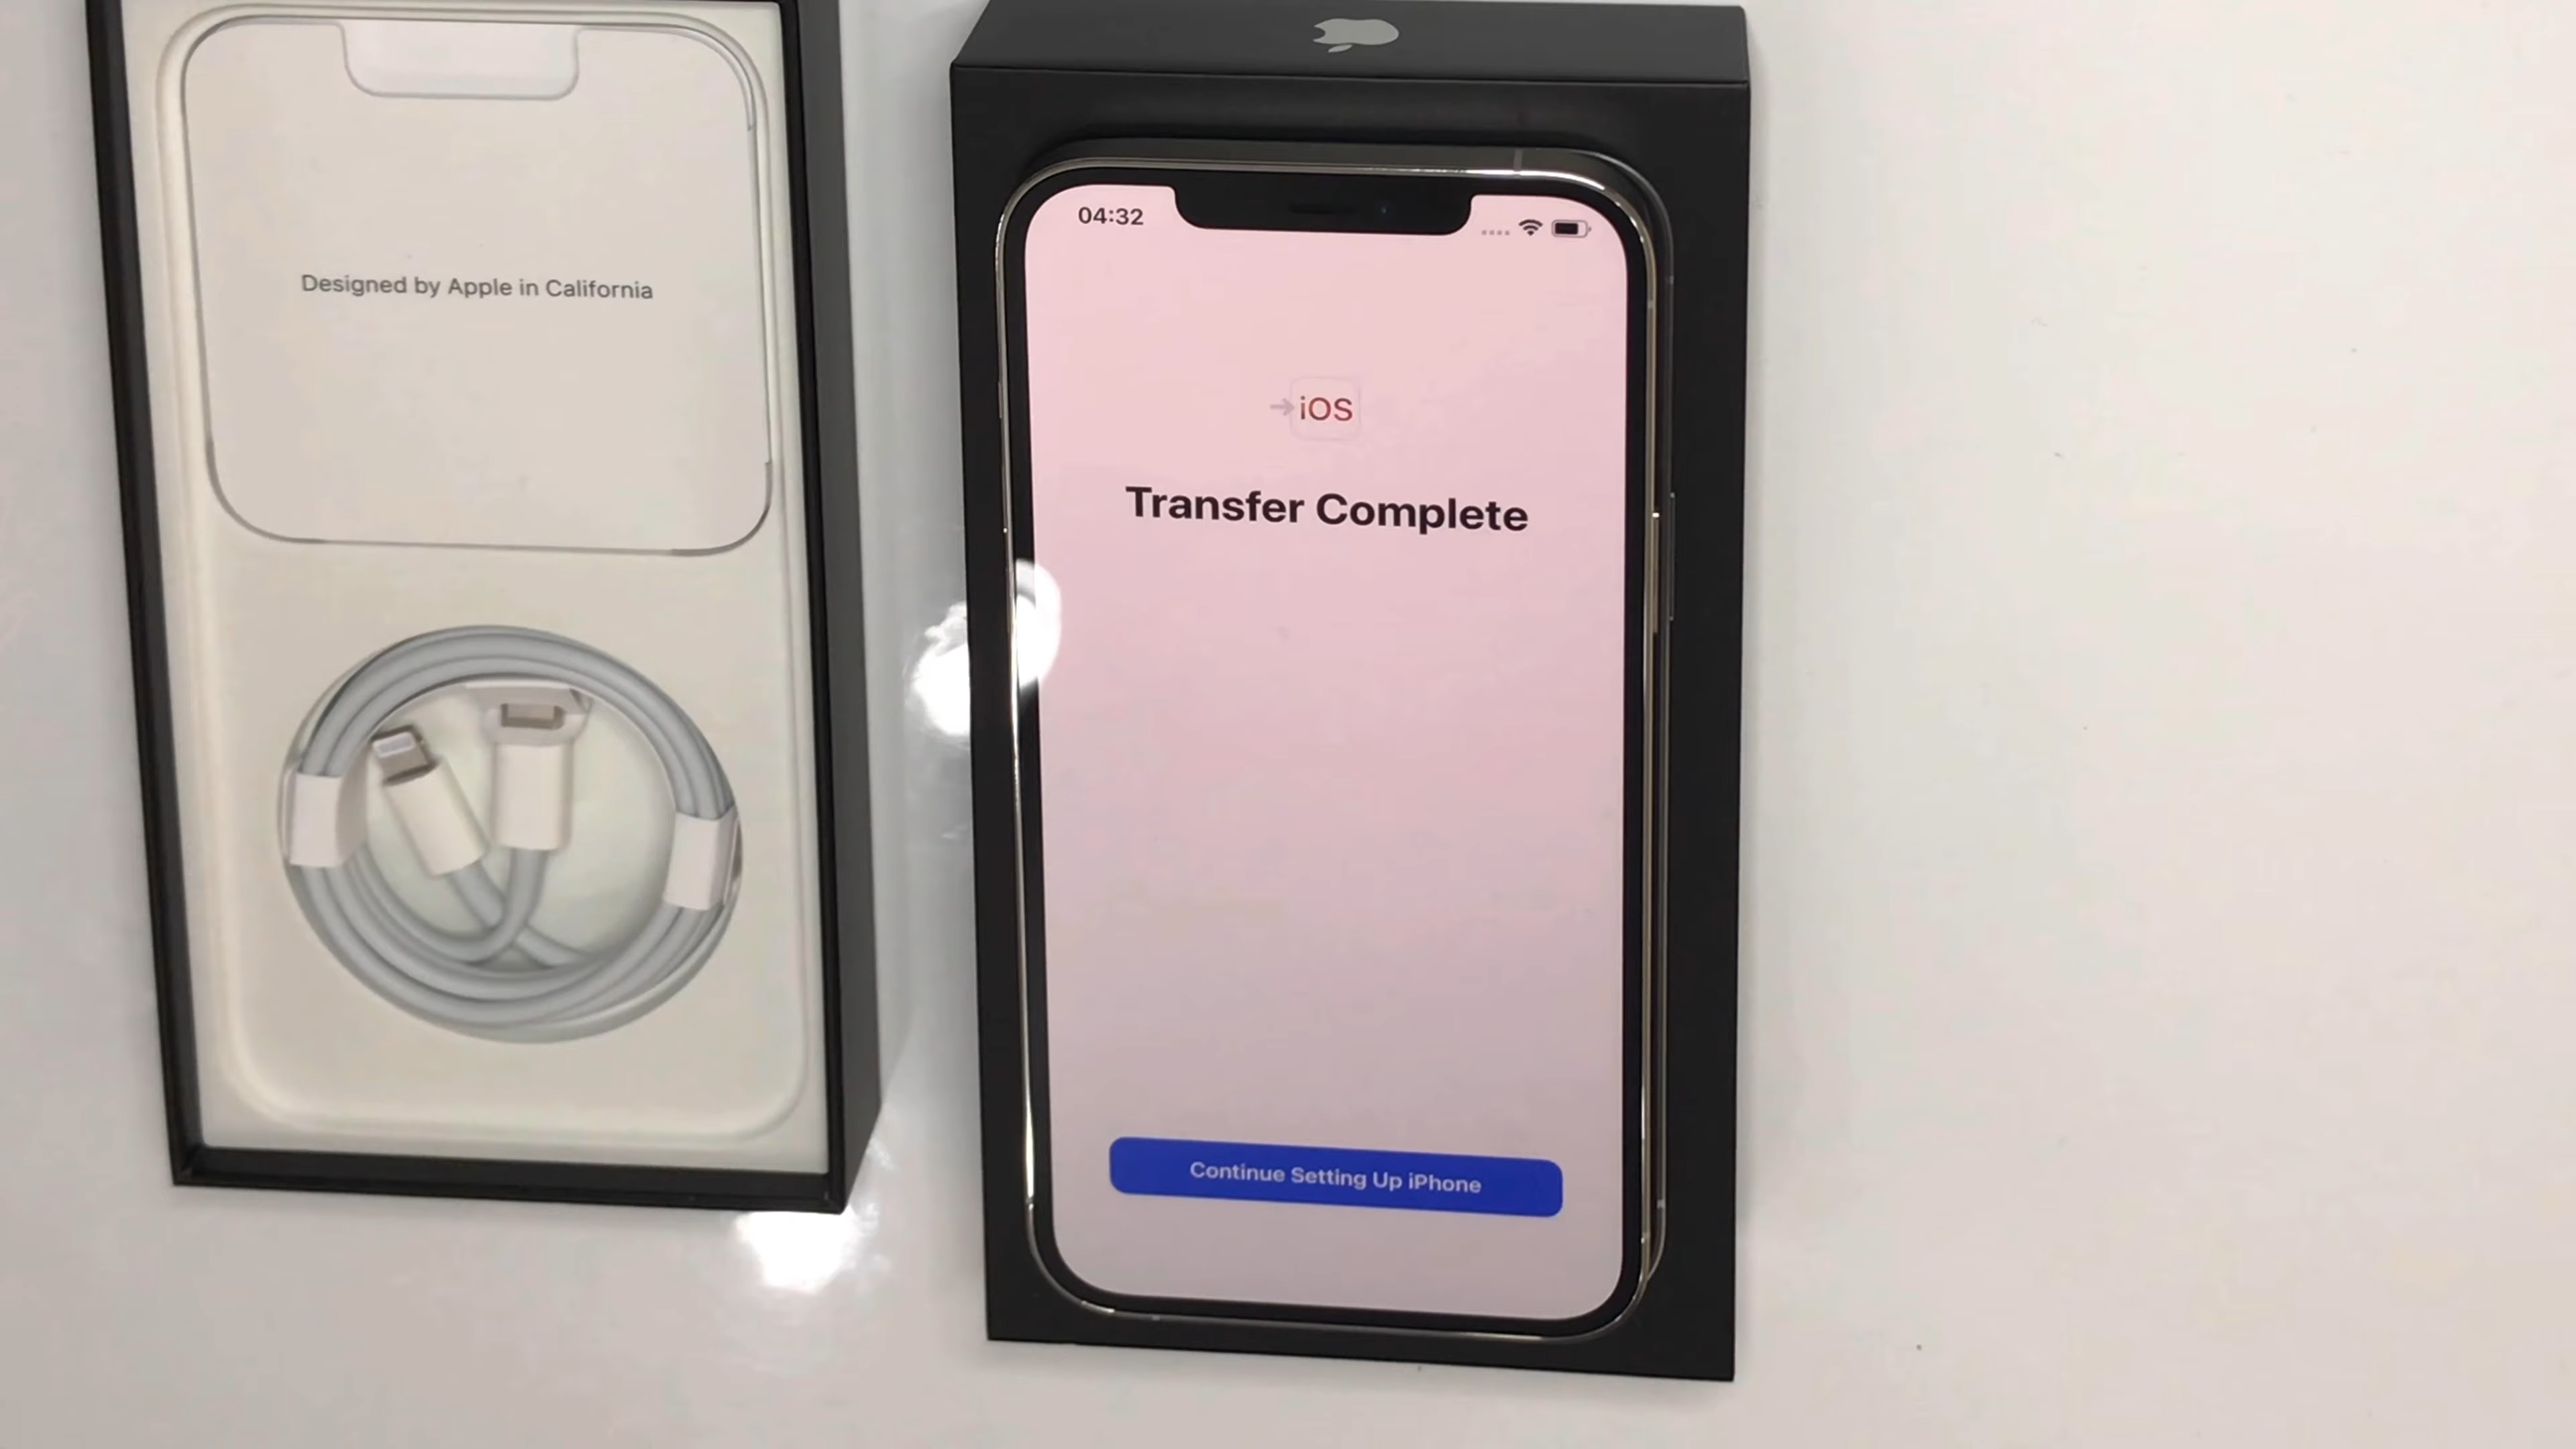 Designed by Apple in California
04:32
iOS
Transfer Complete
Continue Setting Up iPhone